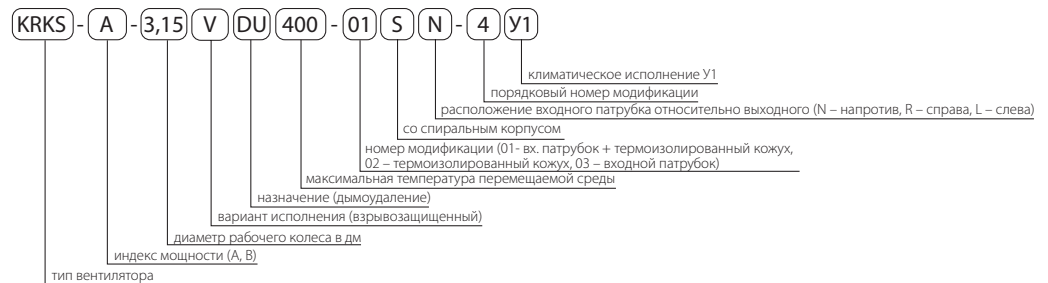 KRKS - A - 3,15 V DU 400 - 01 S N - 4 У1
климатическое исполнение У1
порядковый номер модификации
расположение входного патрубка относительно выходного (N – напротив, R – справа, L – слева)
со спиральным корпусом
номер модификации (01- вх. патрубок + термоизолированный кожух,
02 – термоизолированный кожух, 03 – входной патрубок)
максимальная температура перемещаемой среды
назначение (дымоудаление)
вариант исполнения (взрывозащищенный)
диаметр рабочего колеса в дм
индекс мощности (А, В)
тип вентилятора